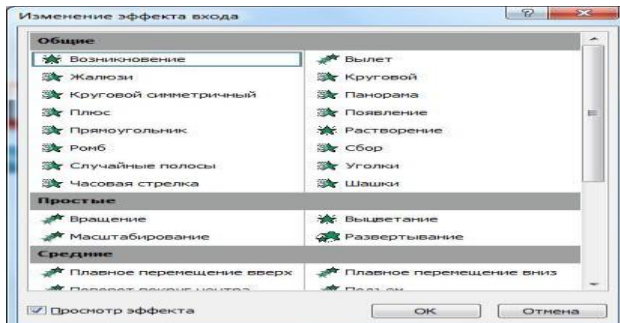 Изменение эффекта входа
Общие
Возникновение Вылет
Жалюзи Круговой
Круговой симметричный Панорама
Плюс Появление
Прямоугольник Растворение
Ромб Сбор
Случайные полосы Уголки
Часовая стрелка Шашки
Простые
Вращение Выцветание
Масштабирование Развертывание
Средние
Плавное перемещение вверх Плавное перемещение вниз
Просмотр эффекта ОК Отмена